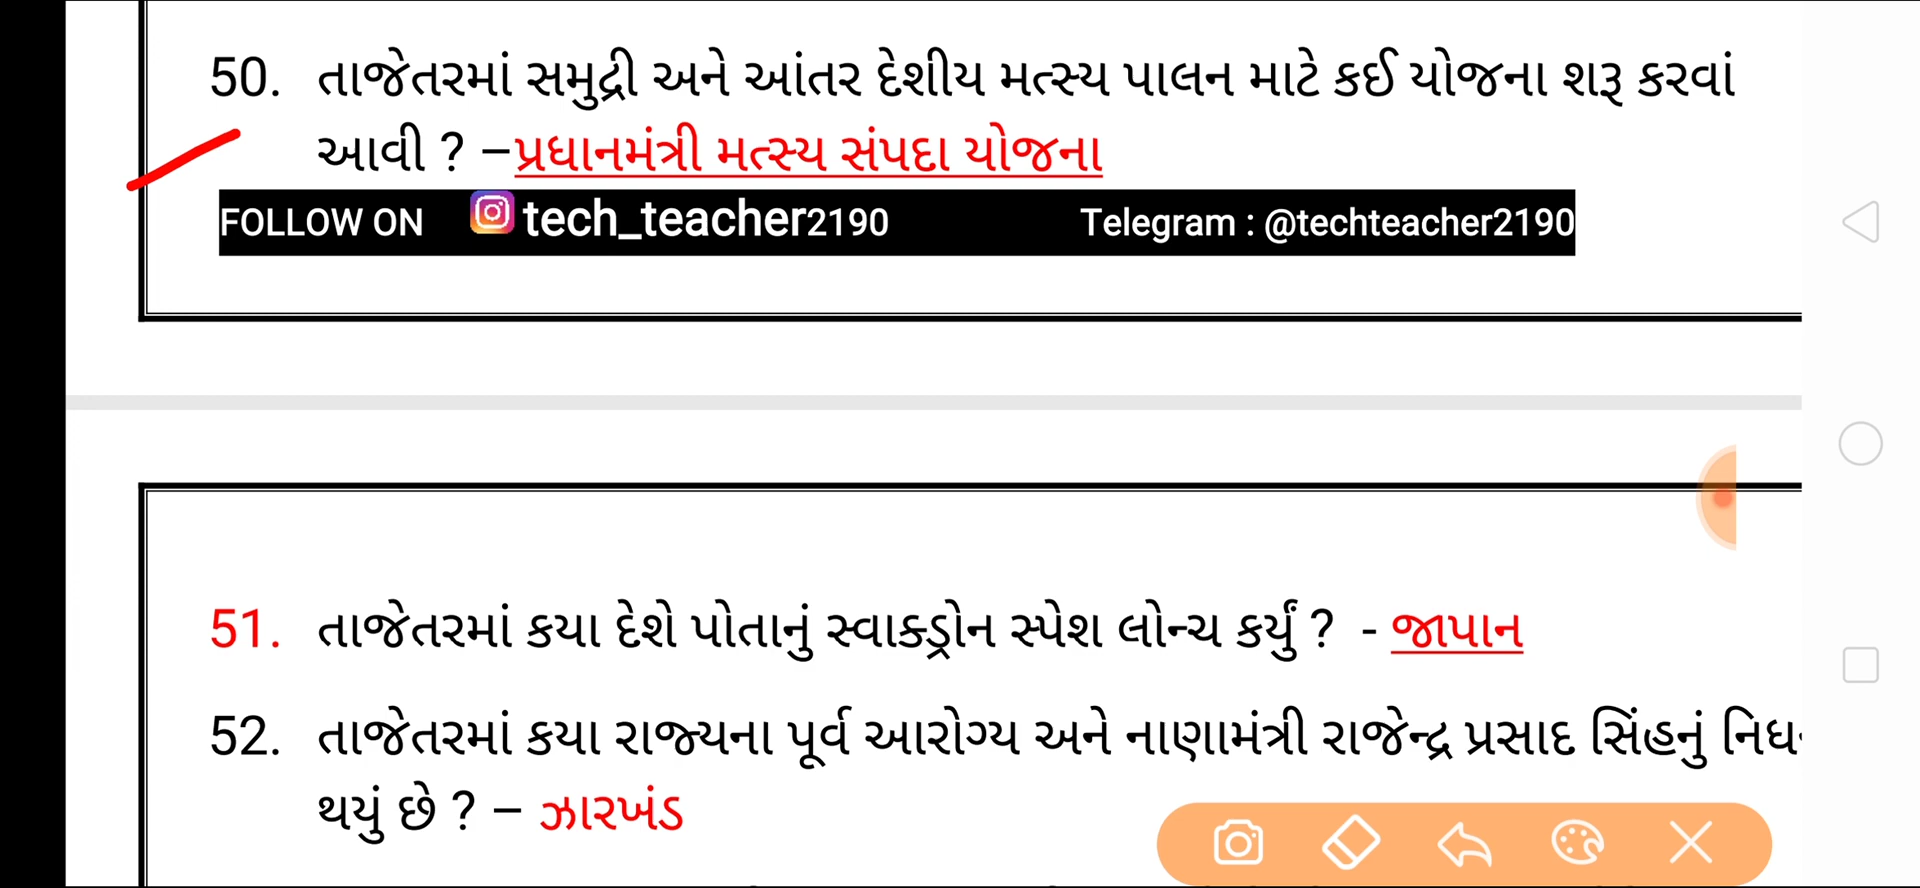 50. તાજેતરમાં સમુદ્રી અને આંતર દેશીય મત્સ્ય પાલન માટે કઈ યોજના શરૂ કરવાં
આવી ? –પ્રધાનમંત્રી મત્સ્ય સંપદા યોજના
FOLLOW ON tech_teacher2190 Telegram : @techteacher2190
51. તાજેતરમાં કયા દેશે પોતાનું સ્વાક્ડ્રોન સ્પેશ લોન્ચ કર્યું ? - જાપાન
52. તાજેતરમાં કયા રાજ્યના પૂર્વ આરોગ્ય અને નાણામંત્રી રાજેન્દ્ર પ્રસાદ સિંહનું
થયું છે ? – ઝારખંડ